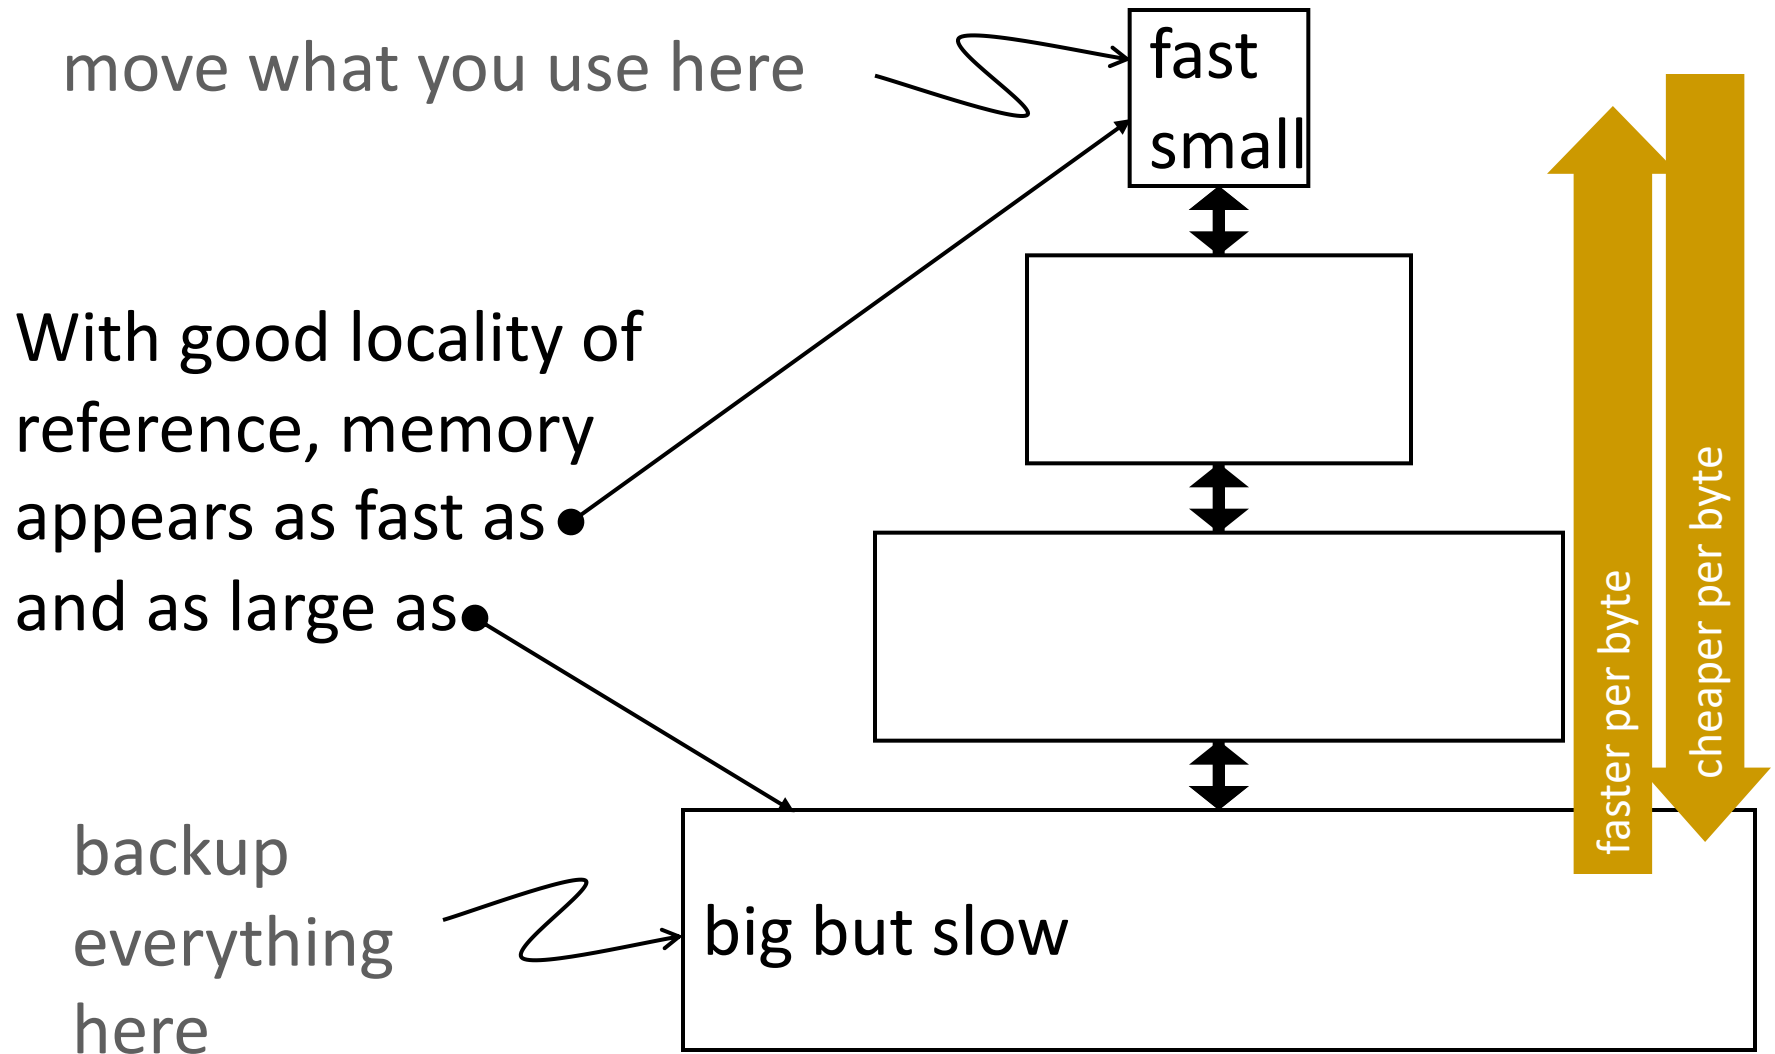 move what you use here
fast
small
With good locality of
reference, memory
appears as fast as
and as large as
faster per byte
cheaper per byte
backup
everything
here
big but slow